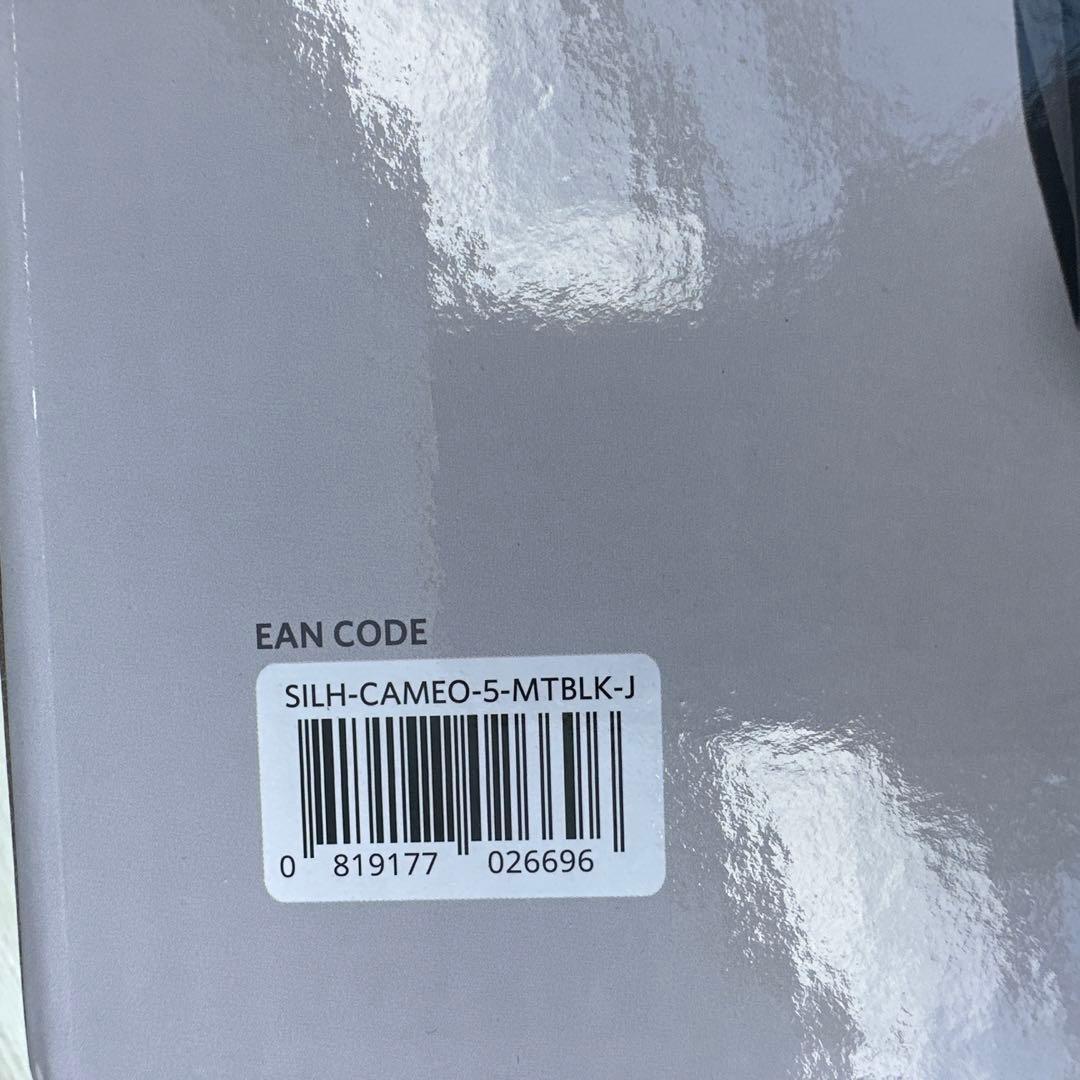 EAN CODE
SILH-CAMEO-5-MTBLK-J
0 819177 026696